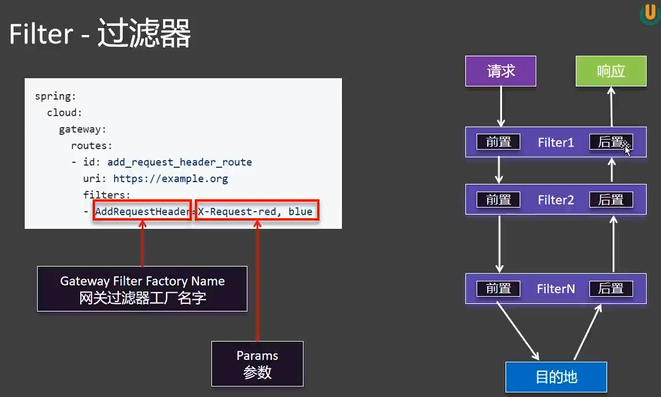 U
Filter - 过滤器
spring:
cloud:
gateway:
routes:
- id: add_request_header_route
uri: https://example.org
filters:
- AddRequestHeader=X-Request-red, blue
Gateway Filter Factory Name
网关过滤器工厂名字
Params
参数
请求
响应
前置 Filter1 后置
前置 Filter2 后置
前置 FilterN 后置
目的地